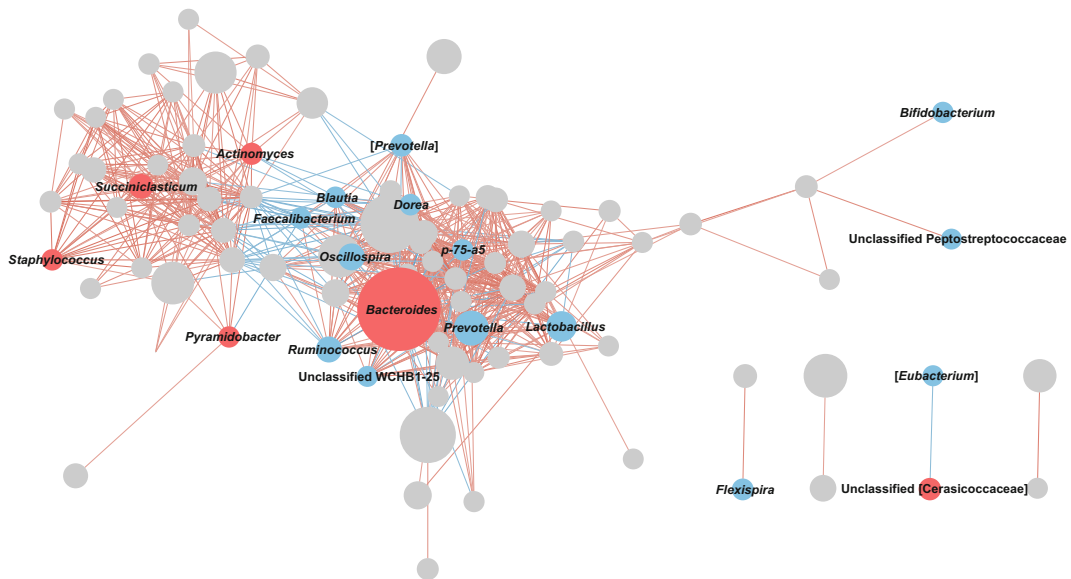 Bifidobacterium
[Prevotella]
Actinomyces
Succiniclasticum
Blautia
Dorea
Faecalibacterium
Unclassified Peptostreptococcaceae
p-75-a5
Staphylococcus
Oscillospira
Bacteroides
Prevotella
Lactobacillus
Pyramidobacter
Ruminococcus
Unclassified WCHB1-25
[Eubacterium]
Flexispira
Unclassified [Cerasicoccaceae]